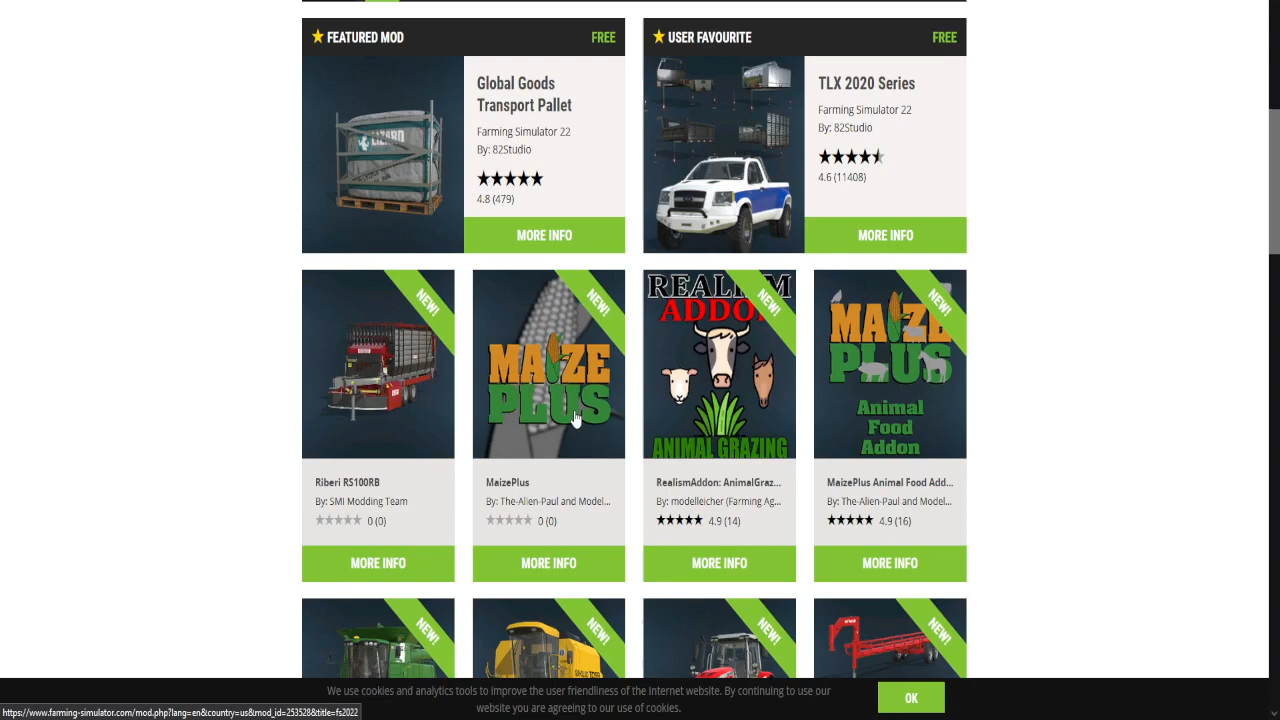 FEATURED MOD
FREE
USER FAVOURITE
FREE
Global Goods
Transport Pallet
Farming Simulator 22
By: 82Studio
4.8 (479)
MORE INFO
LIZARD
TLX 2020 Series
Farming Simulator 22
By: 82Studio
4.6 (11408)
MORE INFO
NEW!
NEW!
NEW!
NEW!
MAIZE
PLUS
REALISM
ADDON
ANIMAL GRAZING
MAIZE
PLUS
Animal
Food
Addon
Riberi RS100RB
By: SMI Modding Team
0 (0)
MORE INFO
MaizePlus
By: The-Alien-Paul and Model...
0 (0)
MORE INFO
RealismAddon: AnimalGraz...
By: modelleicher (Farming Ag...
4.9 (14)
MORE INFO
MaizePlus Animal Food Add...
By: The-Alien-Paul and Model...
4.9 (16)
MORE INFO
NEW!
NEW!
NEW!
NEW!
We use cookies and analytics tools to improve the user friendliness of the Internet website. By continuing to use our
website you are agreeing to our use of cookies.
OK
https://www.farming-simulator.com/mod.php?lang=en&country=us&mod_id=253528&title=fs2022